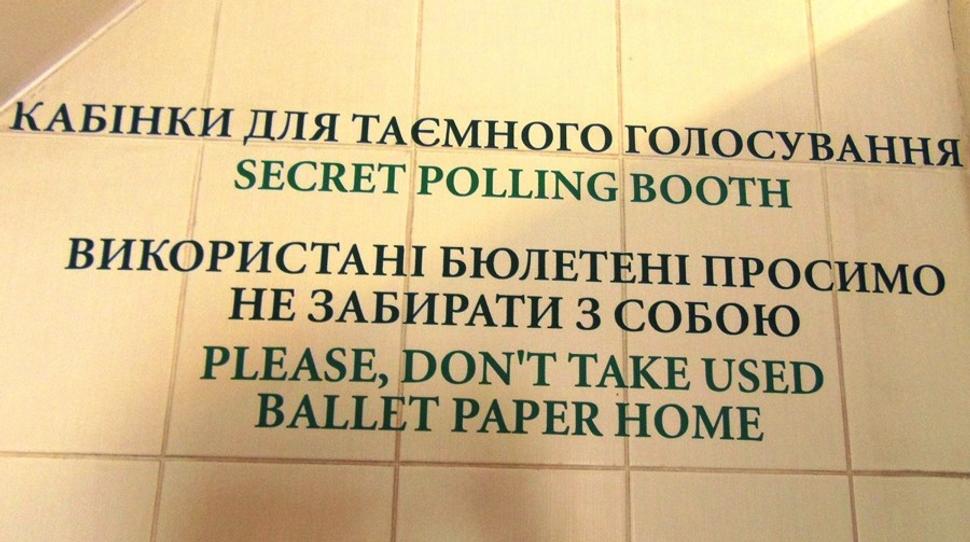 КАБІНКИ ДЛЯ ТАЄМНОГО ГОЛОСУВАННЯ
SECRET POLLING BOOTH
ВИКОРИСТАНІ БЮЛЕТЕНІ ПРОСИМО
НЕ ЗАБИРАТИ З СОБОЮ
PLEASE, DON'T TAKE USED
BALLET PAPER HOME